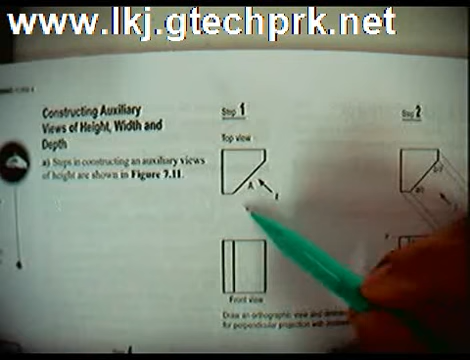 www.lkj.gtechprk.net
Constructing Auxiliary
Views of Height, Width and
Depth
a) Steps in constructing an auxiliary views
of height are shown in Figure 7.11.
Step 1
Top view
A
Front view
Draw an orthographic view and
for perpendicular projection with
Step 2